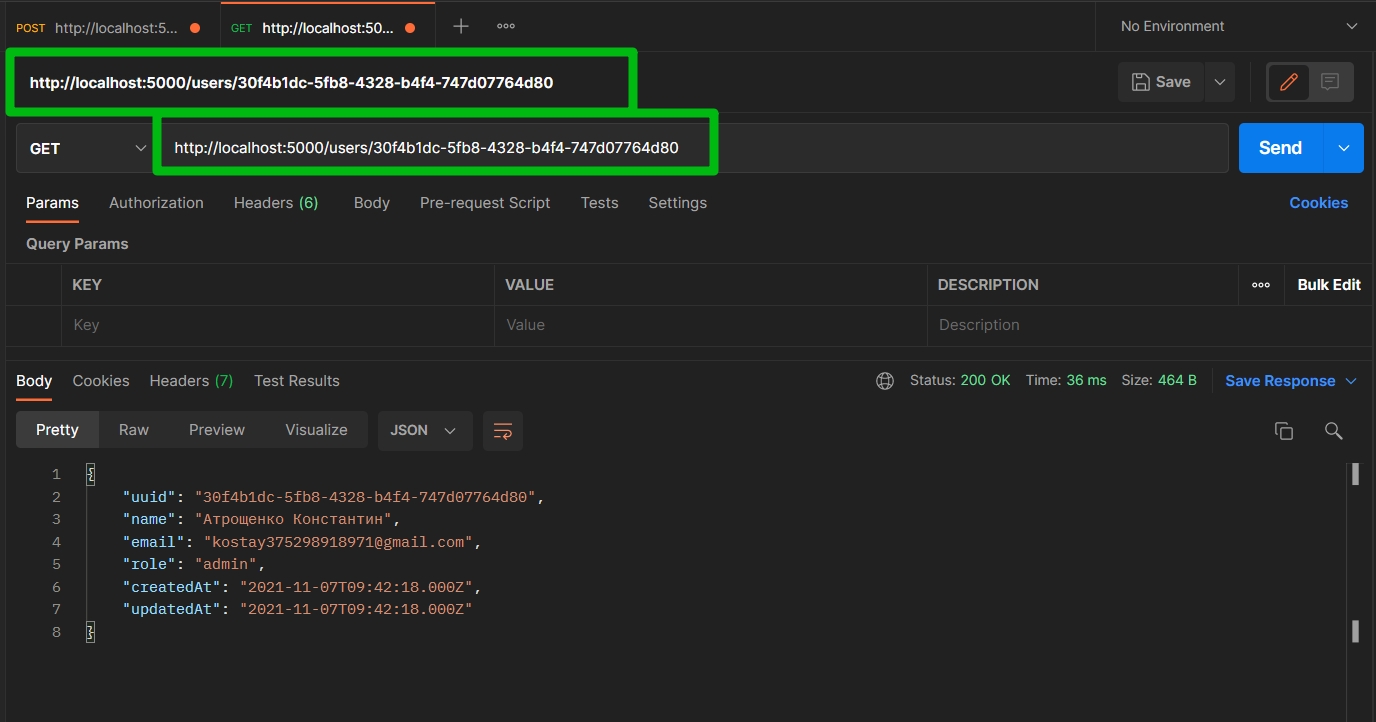 POST http://localhost:5... GET http://localhost:50... No Environment
http://localhost:5000/users/30f4b1dc-5fb8-4328-b4f4-747d07764d80 Save
GET http://localhost:5000/users/30f4b1dc-5fb8-4328-b4f4-747d07764d80 Send
Params Authorization Headers (6) Body Pre-request Script Tests Settings Cookies
Query Params
KEY VALUE DESCRIPTION Bulk Edit
Key Value Description
Body Cookies Headers (7) Test Results Status: 200 OK Time: 36 ms Size: 464 B Save Response
Pretty Raw Preview Visualize JSON
1 {
2 "uuid": "30f4b1dc-5fb8-4328-b4f4-747d07764d80",
3 "name": "Атрощенко Константин",
4 "email": "kostay375298918971@gmail.com",
5 "role": "admin",
6 "createdAt": "2021-11-07T09:42:18.000Z",
7 "updatedAt": "2021-11-07T09:42:18.000Z"
8 }